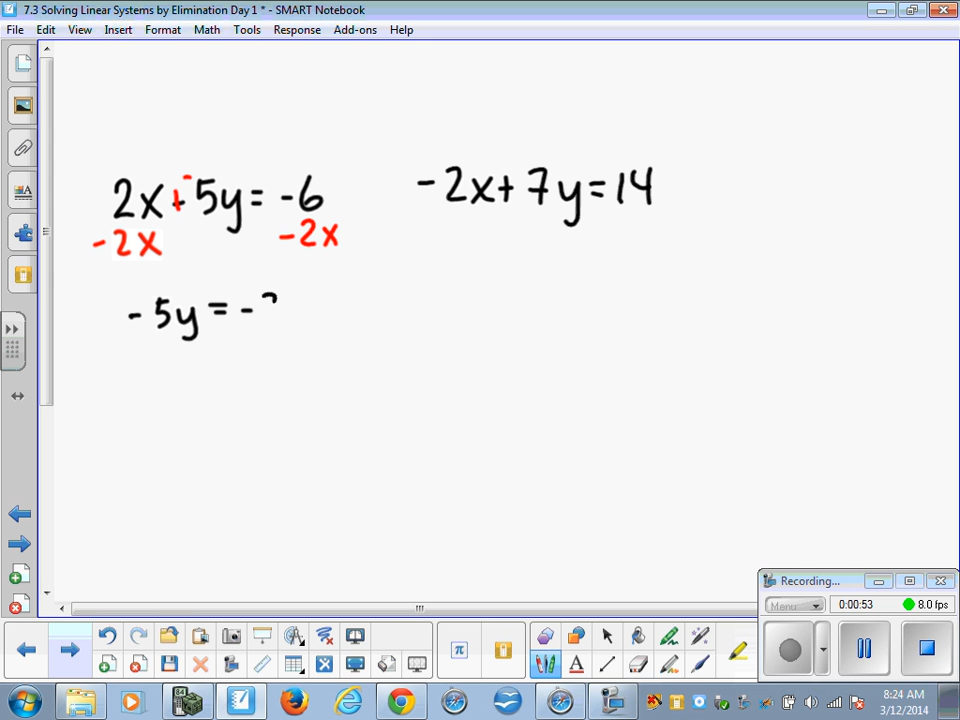 7.3 Solving Linear Systems by Elimination Day 1 * - SMART Notebook
File Edit View Insert Format Math Tools Response Add-ons Help
2x + -5y = -6
-2x + 7y = 14
-2x -2x
-5y = -
Recording...
Menu 0:00:53 8.0 fps
π
A
8:24 AM
3/12/2014